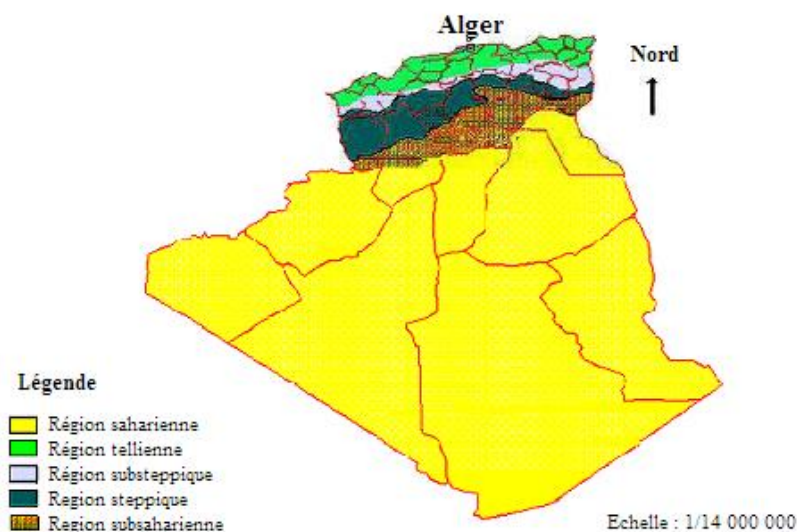 Alger
Nord
Légende
Région saharienne
Région tellienne
Région substeppique
Region steppique
Region subsaharienne
Echelle : 1/14 000 000